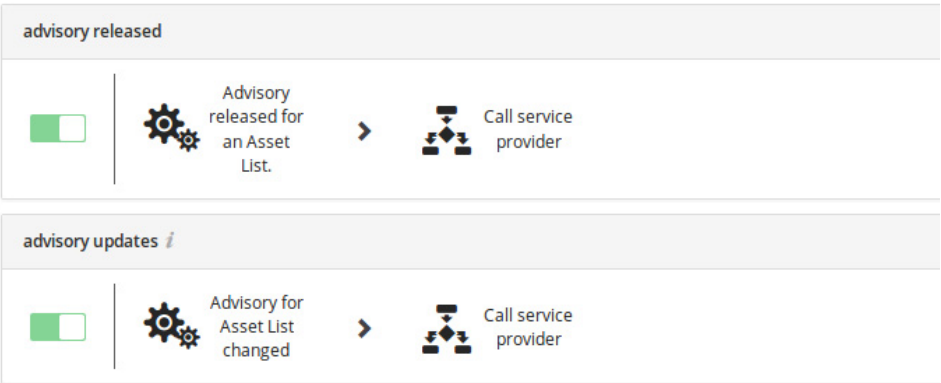 advisory released
Advisory
released for
an Asset
List.
Call service
provider
advisory updates i
Advisory for
Asset List
changed
Call service
provider